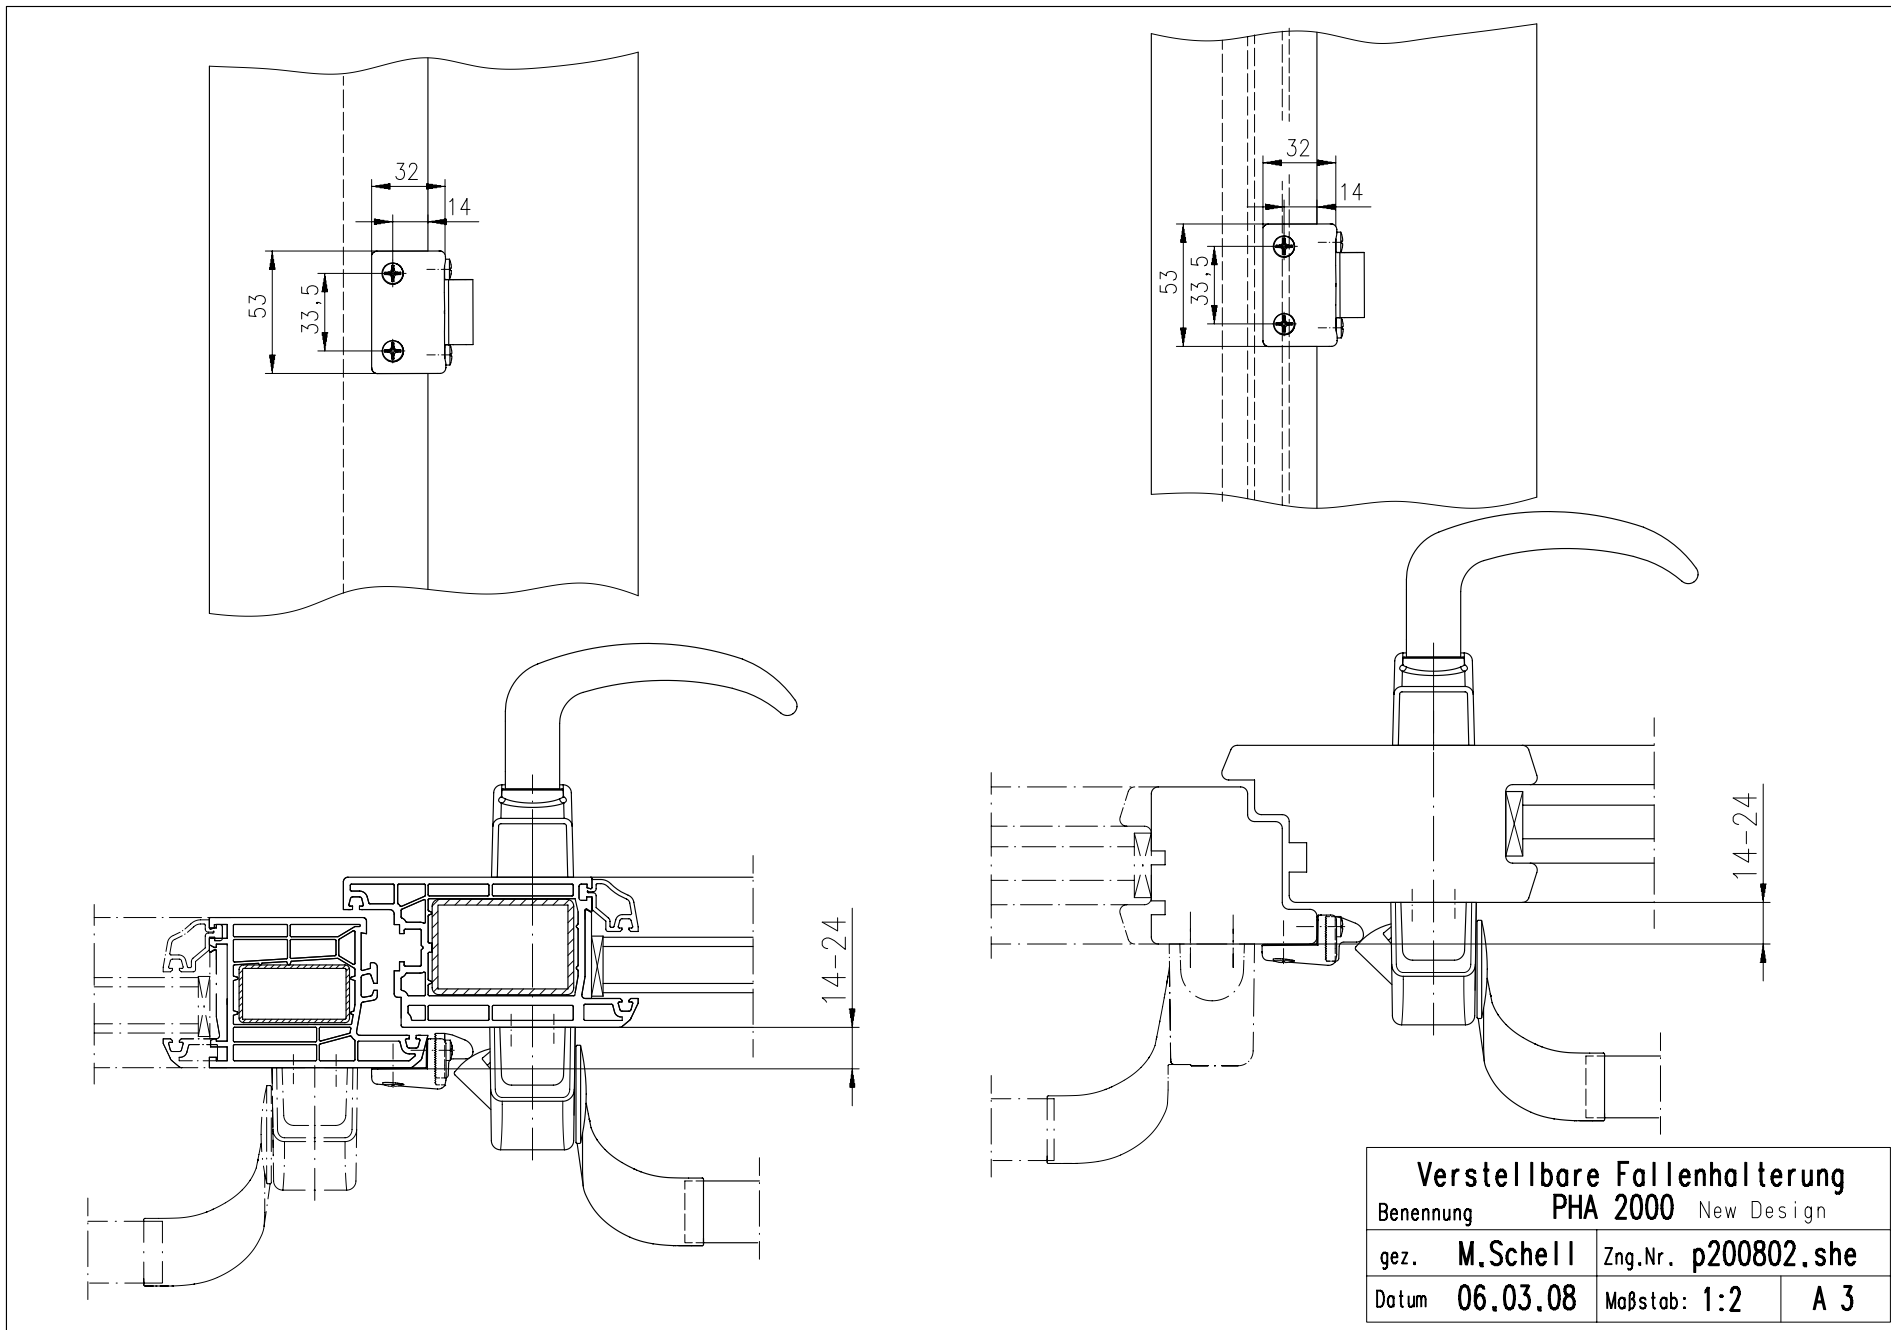 32
14
53
33,5
32
14
53
33,5
14-24
14-24
Verstellbare Fallenhalterung
Benennung PHA 2000 New Design
gez. M.Schell Zng.Nr. p200802.she
Datum 06.03.08 Maßstab: 1:2 A 3